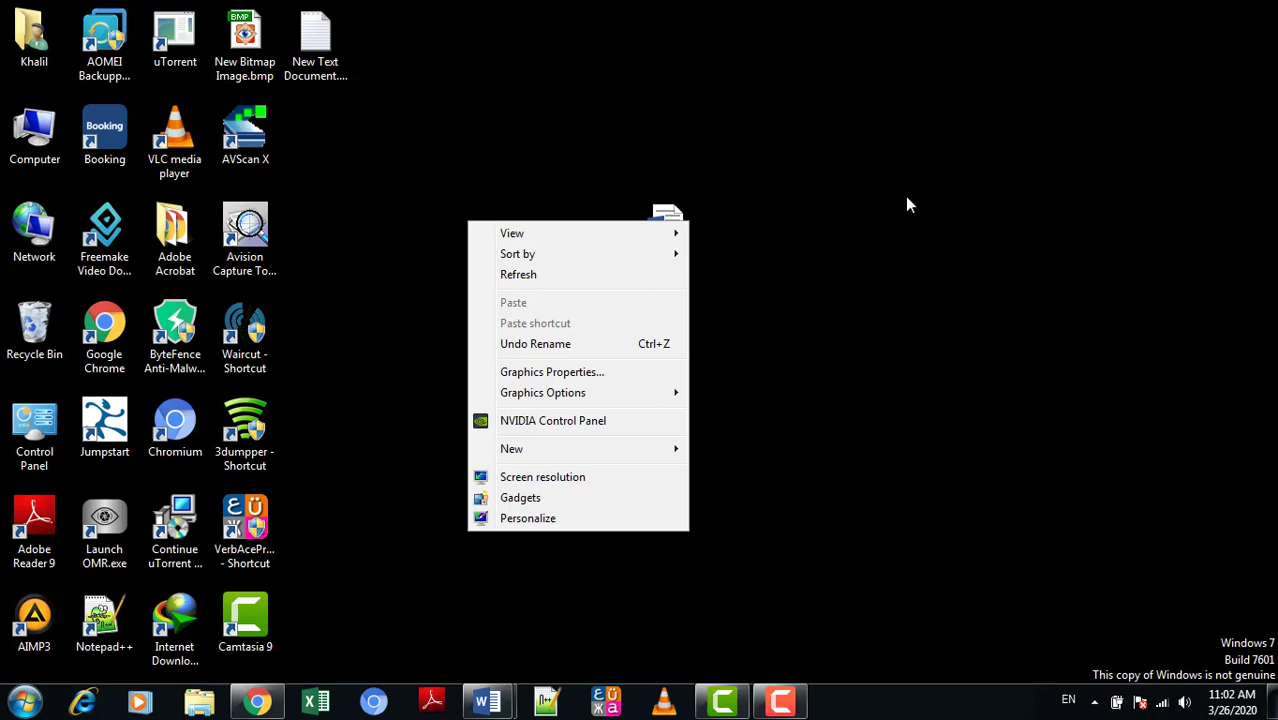 Khalil
AOMEI
Backupp...
uTorrent
BMP
New Bitmap
Image.bmp
New Text
Document....
Computer
Booking
Booking
VLC media
player
AVScan X
Network
Freemake
Video Do...
Adobe
Acrobat
Avision
Capture To...
Recycle Bin
Google
Chrome
ByteFence
Anti-Malw...
Waircut -
Shortcut
Control
Panel
Jumpstart
Chromium
3dumpper -
Shortcut
Adobe
Reader 9
Launch
OMR.exe
Continue
uTorrent ...
VerbAcePr...
- Shortcut
AIMP3
Notepad++
Internet
Downlo...
Camtasia 9
View
Sort by
Refresh
Paste
Paste shortcut
Undo Rename Ctrl+Z
Graphics Properties...
Graphics Options
NVIDIA Control Panel
New
Screen resolution
Gadgets
Personalize
Windows 7
Build 7601
This copy of Windows is not genuine
EN
11:02 AM
3/26/2020